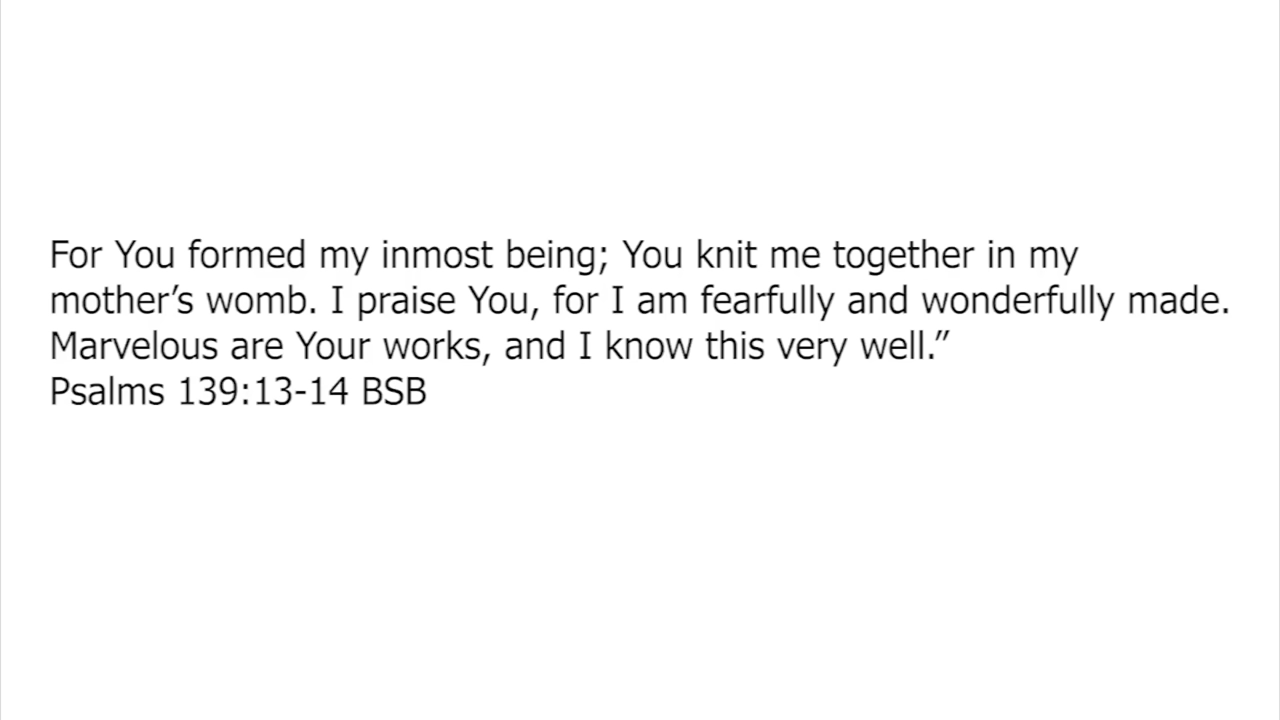 For You formed my inmost being; You knit me together in my
mother’s womb. I praise You, for I am fearfully and wonderfully made.
Marvelous are Your works, and I know this very well.”
Psalms 139:13-14 BSB